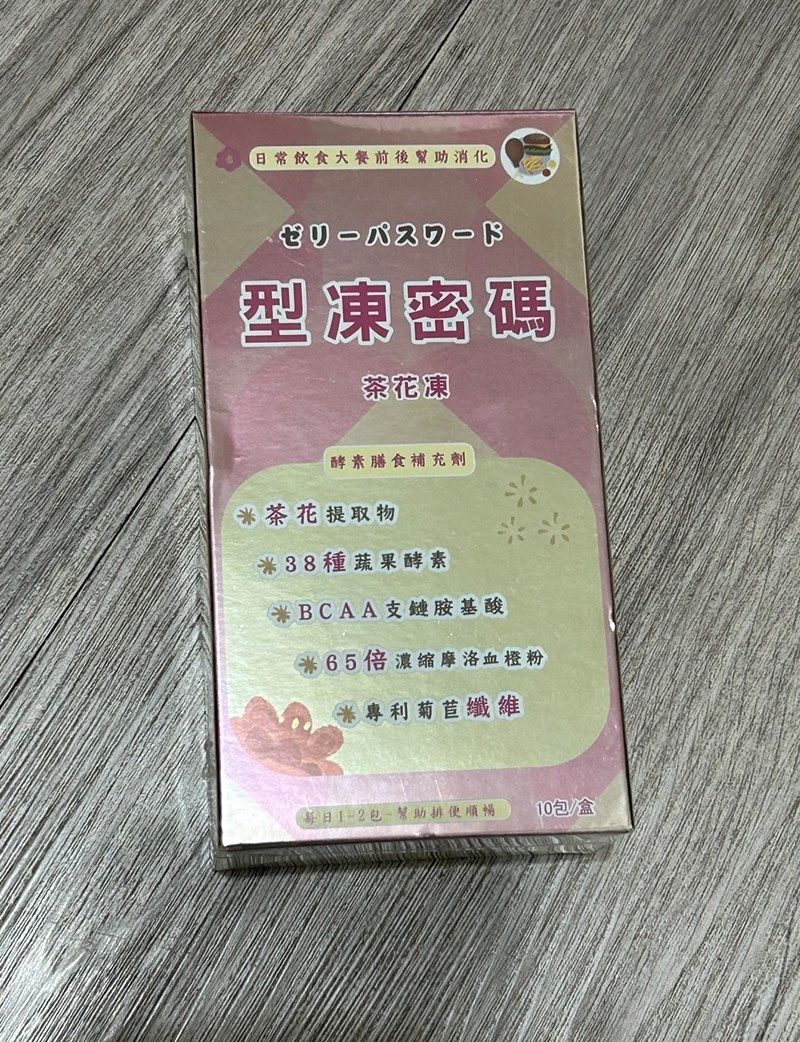 日常飲食大餐前後幫助消化
ゼリーパスワード
型凍密碼
茶花凍
酵素膳食補充劑
茶花提取物
38種蔬果酵素
BCAA支鏈胺基酸
65倍濃縮摩洛血橙粉
專利菊苣纖維
每日1-2包-幫助排便順暢
10包/盒